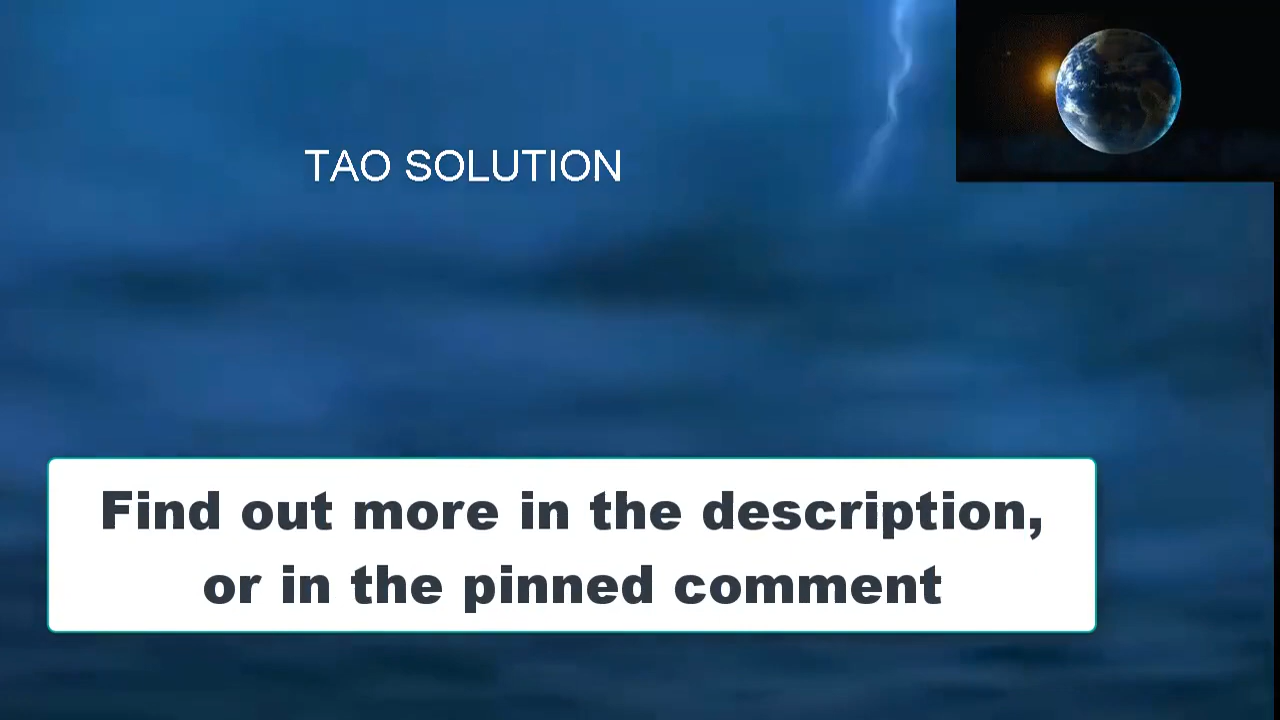 TAO SOLUTION
Find out more in the description,
or in the pinned comment